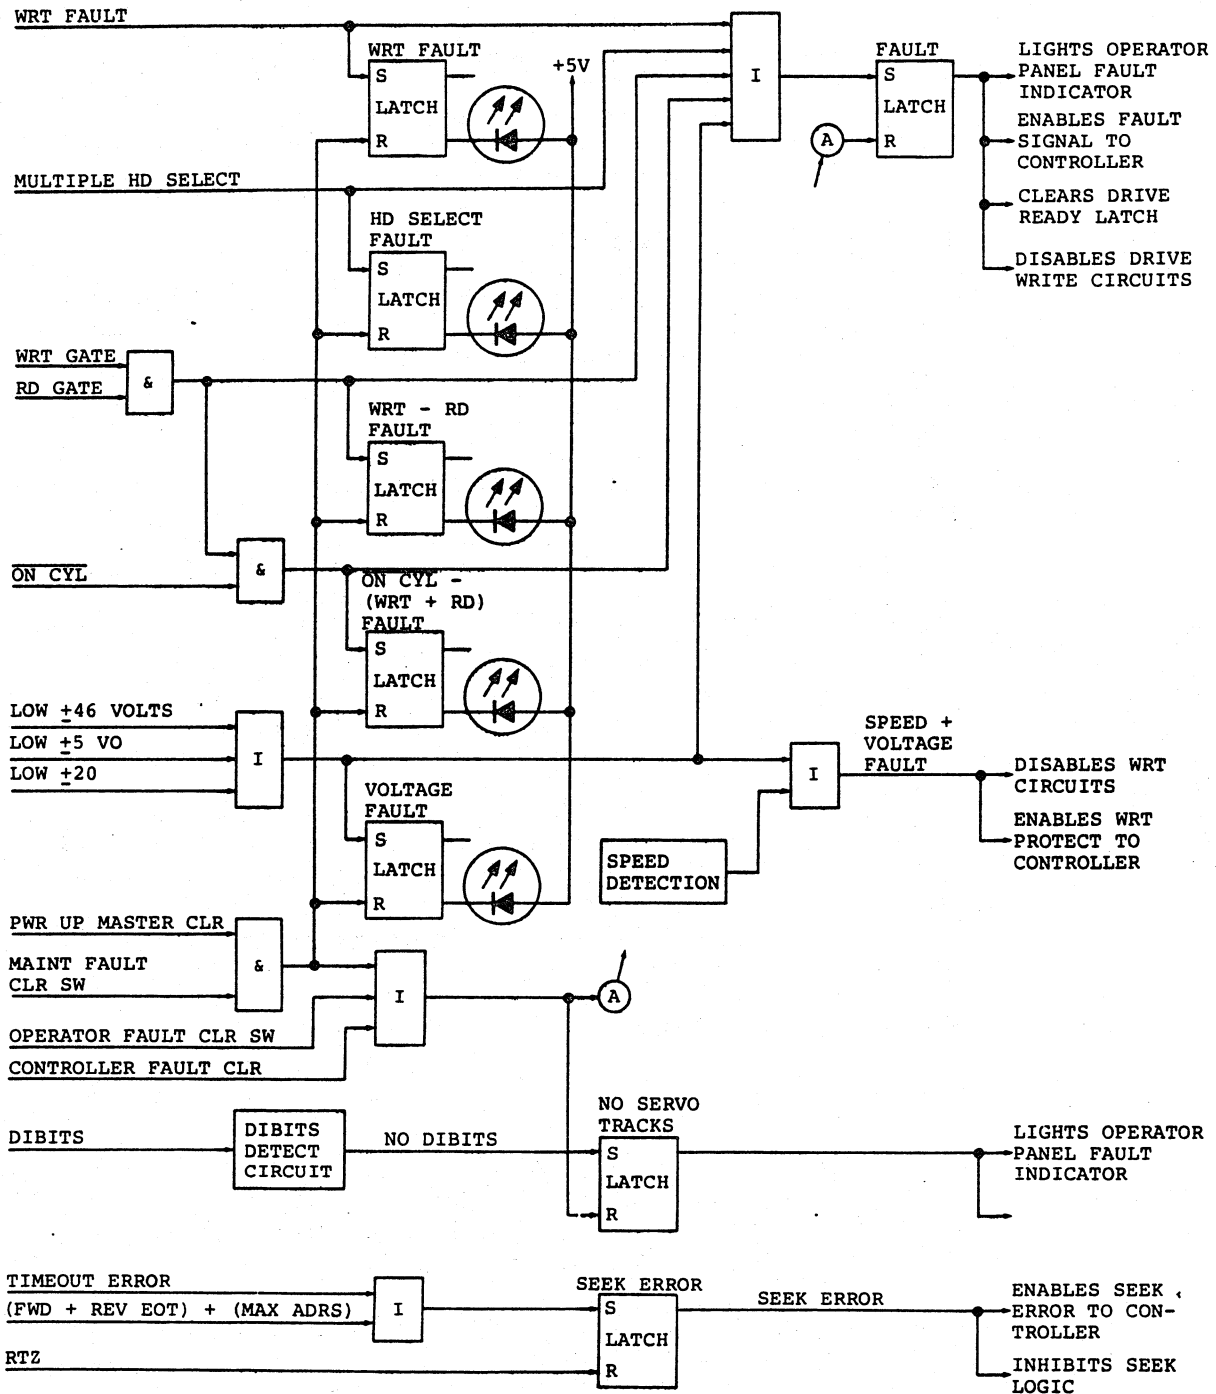 WRT FAULT
WRT FAULT
S
LATCH
R
+5V
I
FAULT
S
LATCH
R
A
LIGHTS OPERATOR
PANEL FAULT
INDICATOR
ENABLES FAULT
SIGNAL TO
CONTROLLER
CLEARS DRIVE
READY LATCH
DISABLES DRIVE
WRITE CIRCUITS
MULTIPLE HD SELECT
HD SELECT
FAULT
S
LATCH
R
WRT GATE
RD GATE
&
WRT - RD
FAULT
S
LATCH
R
ON CYL
&
ON CYL -
(WRT + RD)
FAULT
S
LATCH
R
LOW ±46 VOLTS
LOW ±5 VO
LOW ±20
I
VOLTAGE
FAULT
S
LATCH
R
SPEED
DETECTION
I
SPEED +
VOLTAGE
FAULT
DISABLES WRT
CIRCUITS
ENABLES WRT
PROTECT TO
CONTROLLER
PWR UP MASTER CLR
MAINT FAULT
CLR SW
&
I
A
OPERATOR FAULT CLR SW
CONTROLLER FAULT CLR
DIBITS
DIBITS
DETECT
CIRCUIT
NO DIBITS
NO SERVO
TRACKS
S
LATCH
R
LIGHTS OPERATOR
PANEL FAULT
INDICATOR
TIMEOUT ERROR
(FWD + REV EOT) + (MAX ADRS)
I
RTZ
SEEK ERROR
S
LATCH
R
SEEK ERROR
ENABLES SEEK
ERROR TO CON-
TROLLER
INHIBITS SEEK
LOGIC